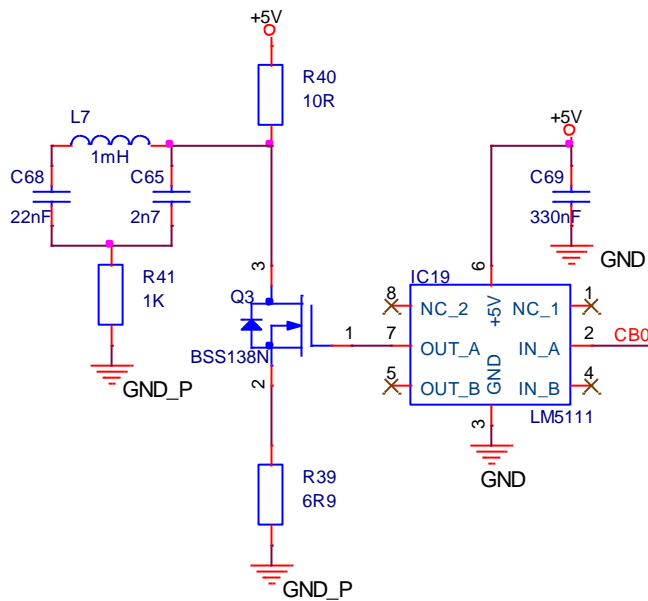 +5V
R40
10R
L7
1mH
+5V
C68
22nF
C65
2n7
C69
330nF
GND
R41
1K
GND_P
3
Q3
BSS138N
1
2
6
IC19
8
NC_2
+5V
NC_1
1
7
OUT_A
IN_A
2
CB0
5
OUT_B
GND
IN_B
4
3
LM5111
GND
R39
6R9
GND_P